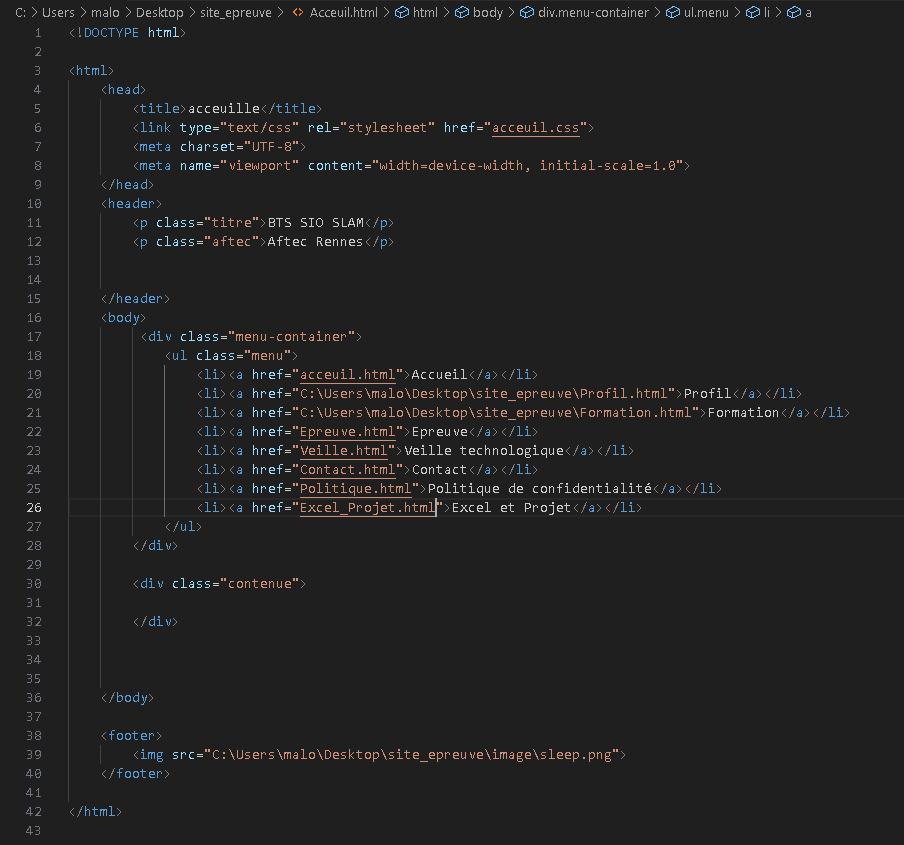 C: > Users > malo > Desktop > site_epreuve > <> Acceuil.html > html > body > div.menu-container > ul.menu > li > a
1 <!DOCTYPE html>
2
3 <html>
4 <head>
5 <title>acceuille</title>
6 <link type="text/css" rel="stylesheet" href="acceuil.css">
7 <meta charset="UTF-8">
8 <meta name="viewport" content="width=device-width, initial-scale=1.0">
9 </head>
10 <header>
11 <p class="titre">BTS SIO SLAM</p>
12 <p class="aftec">Aftec Rennes</p>
13
14
15 </header>
16 <body>
17 <div class="menu-container">
18 <ul class="menu">
19 <li><a href="acceuil.html">Accueil</a></li>
20 <li><a href="C:\Users\malo\Desktop\site_epreuve\Profil.html">Profil</a></li>
21 <li><a href="C:\Users\malo\Desktop\site_epreuve\Formation.html">Formation</a></li>
22 <li><a href="Epreuve.html">Epreuve</a></li>
23 <li><a href="Veille.html">Veille technologique</a></li>
24 <li><a href="Contact.html">Contact</a></li>
25 <li><a href="Politique.html">Politique de confidentialité</a></li>
26 <li><a href="Excel_Projet.html">Excel et Projet</a></li>
27 </ul>
28 </div>
29
30 <div class="contenue">
31
32 </div>
33
34
35
36 </body>
37
38 <footer>
39 <img src="C:\Users\malo\Desktop\site_epreuve\image\sleep.png">
40 </footer>
41
42 </html>
43